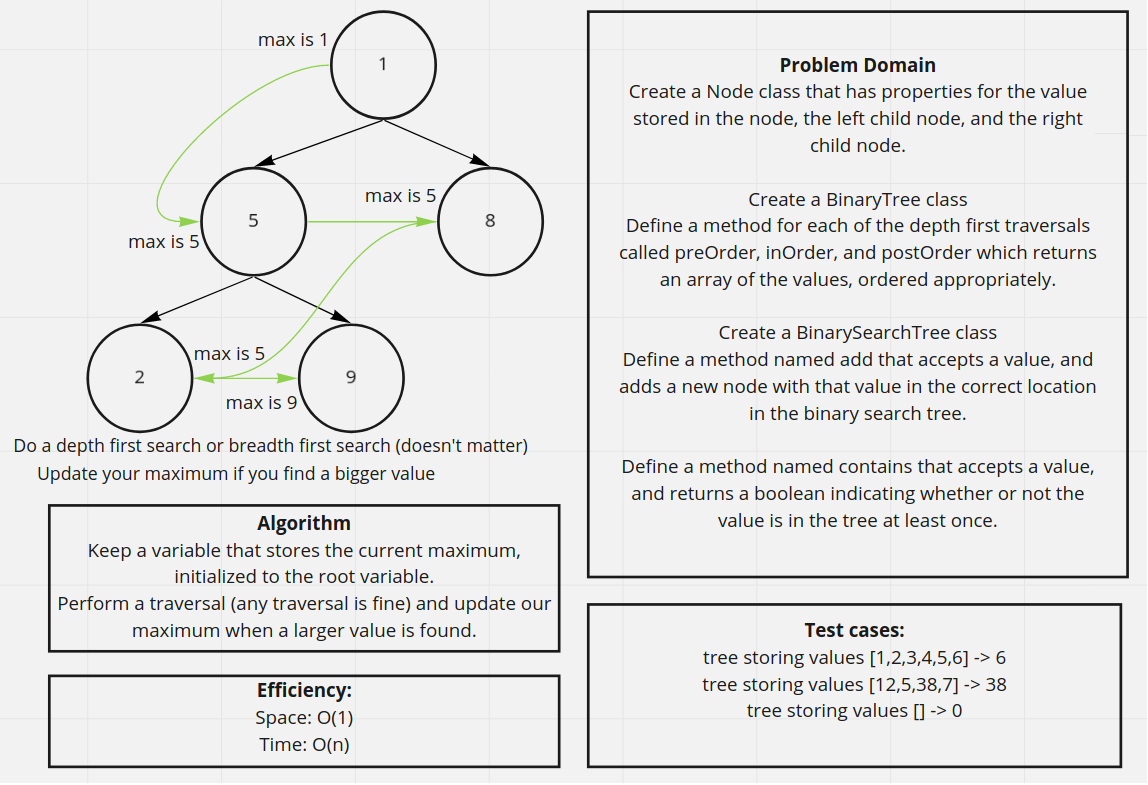 max is 1
1
max is 5
5
8
max is 5
max is 5
2
9
max is 9
Do a depth first search or breadth first search (doesn't matter)
Update your maximum if you find a bigger value
Algorithm
Keep a variable that stores the current maximum,
initialized to the root variable.
Perform a traversal (any traversal is fine) and update our
maximum when a larger value is found.
Efficiency:
Space: O(1)
Time: O(n)
Problem Domain
Create a Node class that has properties for the value
stored in the node, the left child node, and the right
child node.
Create a BinaryTree class
Define a method for each of the depth first traversals
called preOrder, inOrder, and postOrder which returns
an array of the values, ordered appropriately.
Create a BinarySearchTree class
Define a method named add that accepts a value, and
adds a new node with that value in the correct location
in the binary search tree.
Define a method named contains that accepts a value,
and returns a boolean indicating whether or not the
value is in the tree at least once.
Test cases:
tree storing values [1,2,3,4,5,6] -> 6
tree storing values [12,5,38,7] -> 38
tree storing values [] -> 0